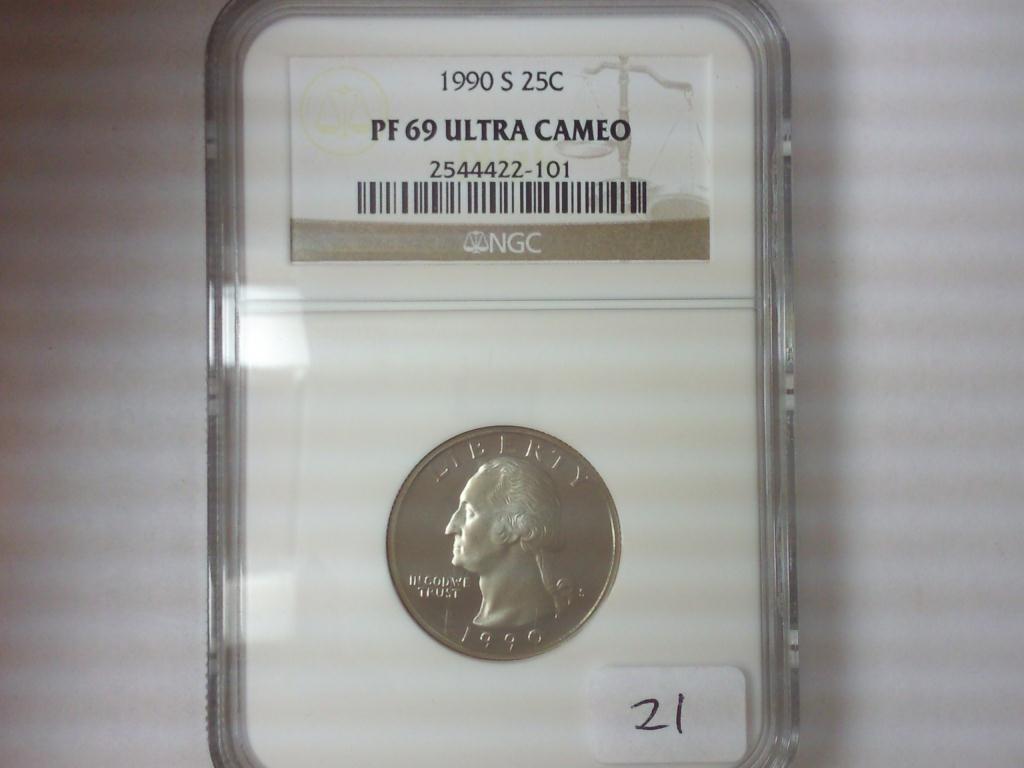 1990 S 25C
PF 69 ULTRA CAMEO
2544422-101
NGC
LIBERTY
IN GOD WE
TRUST
S
1990
21